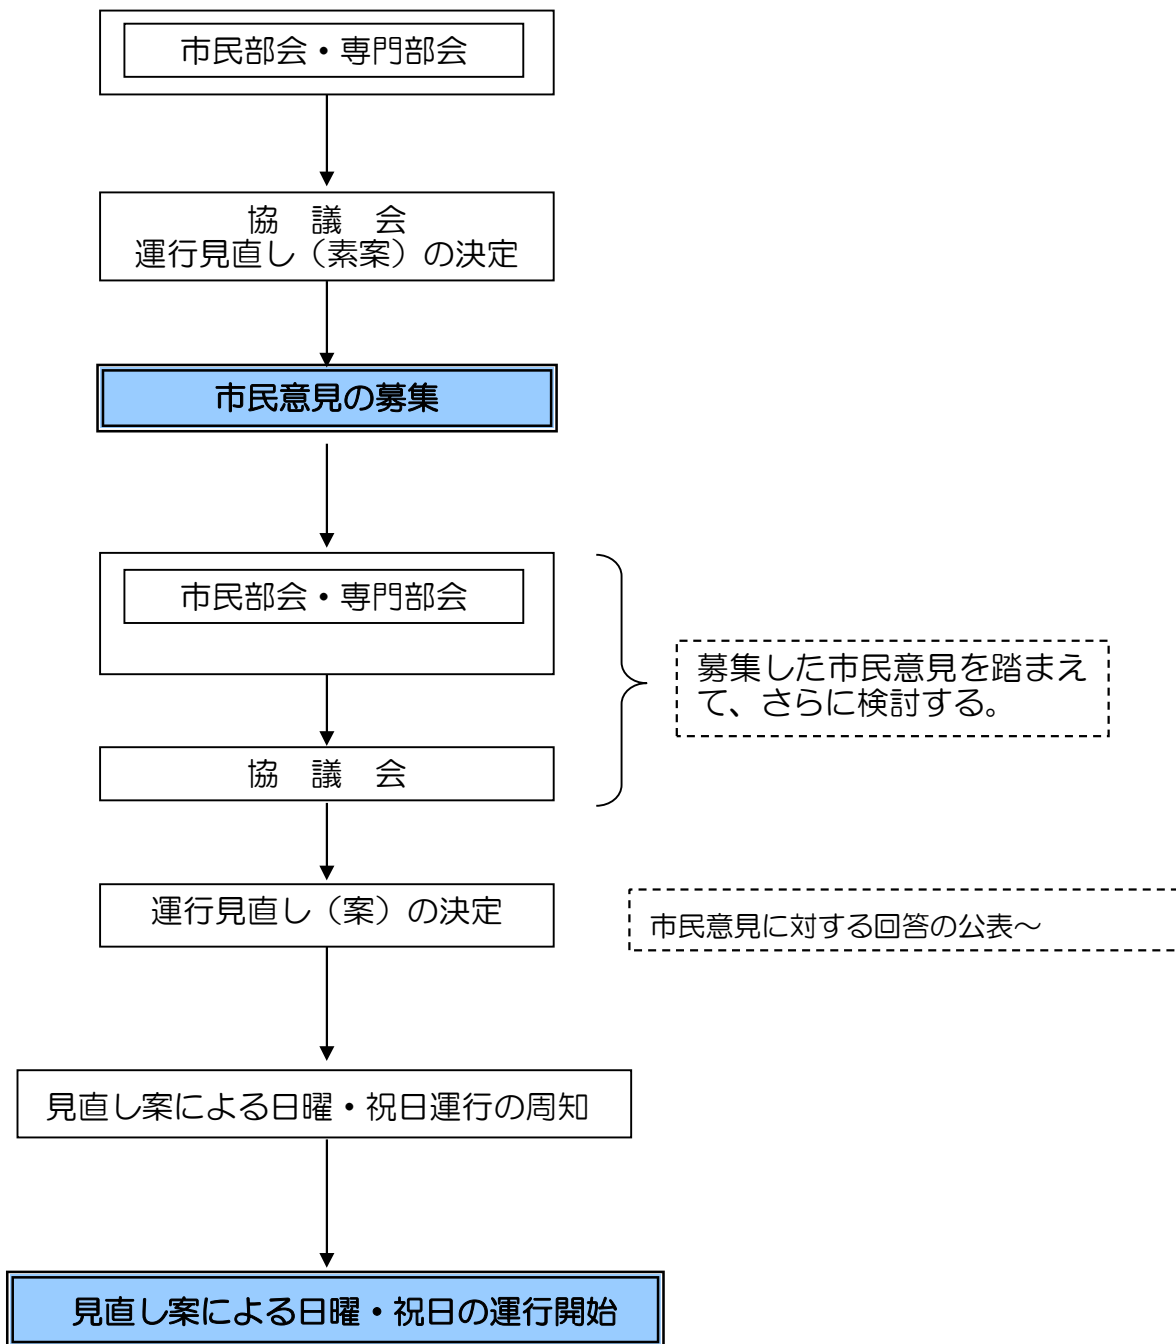 市民部会・専門部会
協　議　会
運行見直し（素案）の決定
市民意見の募集
市民部会・専門部会
募集した市民意見を踏まえ
て、さらに検討する。
協　議　会
運行見直し（案）の決定
市民意見に対する回答の公表～
見直し案による日曜・祝日運行の周知
見直し案による日曜・祝日の運行開始